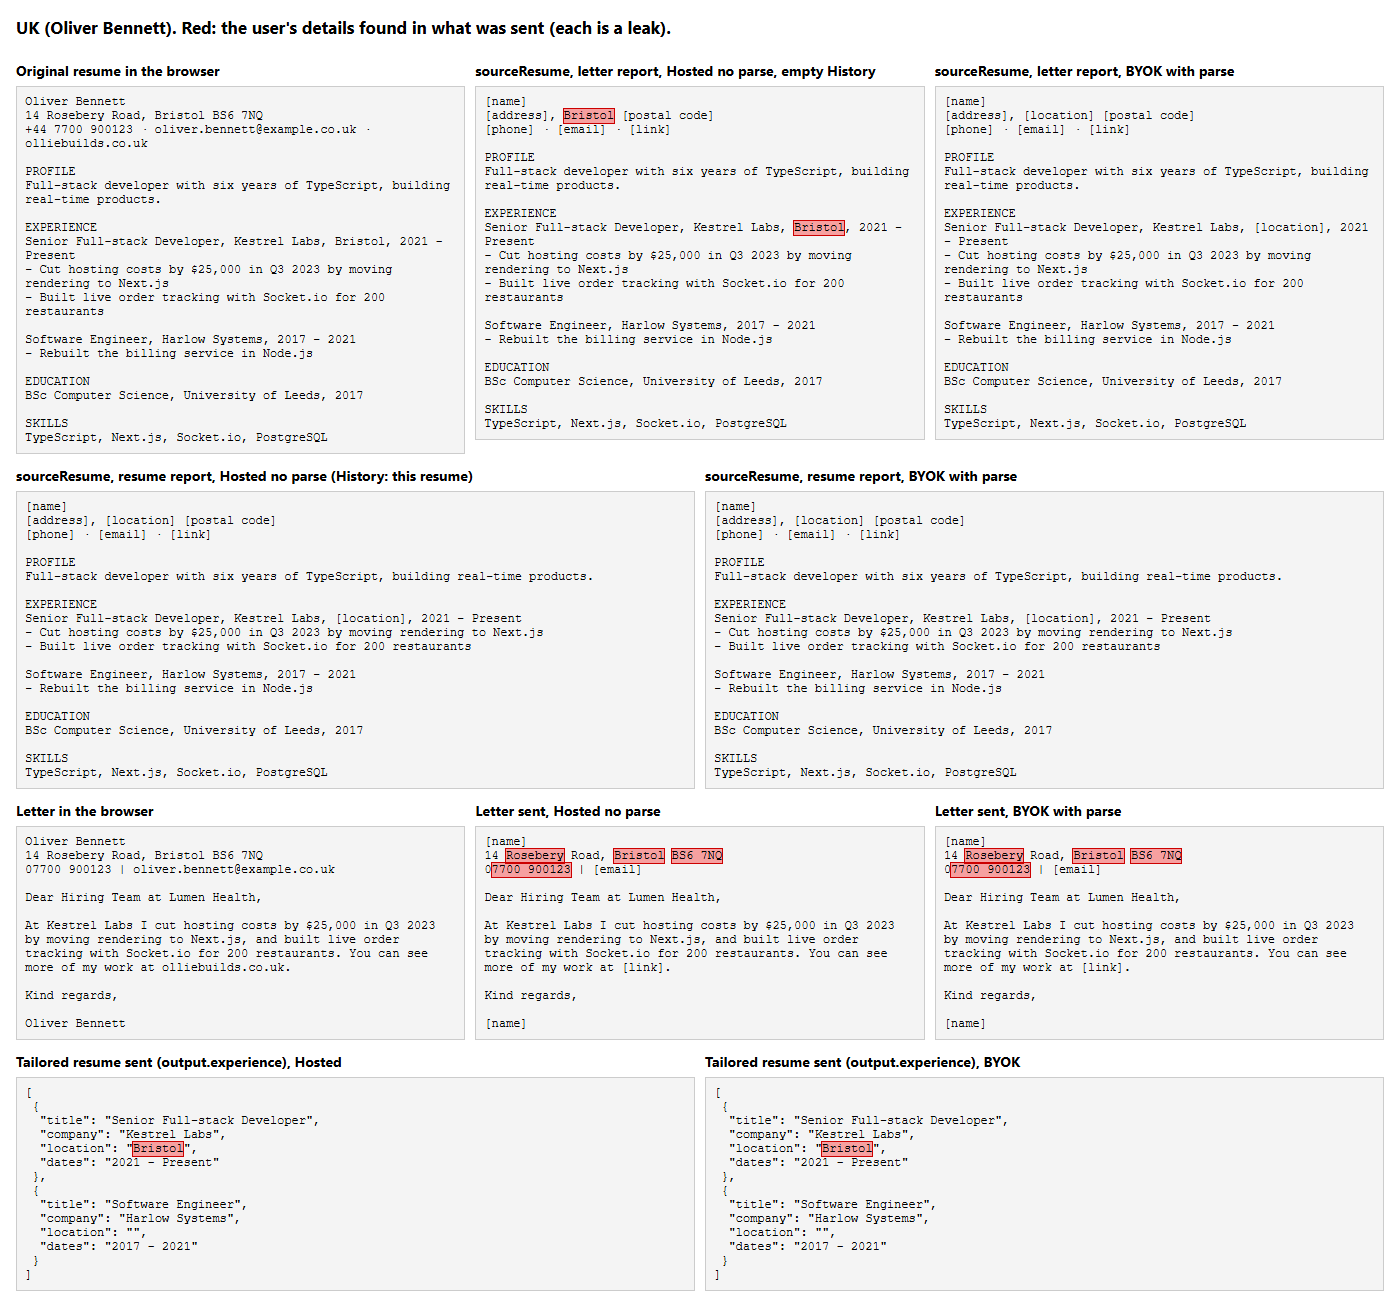 UK (Oliver Bennett). Red: the user's details found in what was sent (each is a leak).
Original resume in the browser
Oliver Bennett
14 Rosebery Road, Bristol BS6 7NQ
+44 7700 900123 · oliver.bennett@example.co.uk ·
olliebuilds.co.uk
PROFILE
Full-stack developer with six years of TypeScript, building
real-time products.
EXPERIENCE
Senior Full-stack Developer, Kestrel Labs, Bristol, 2021 –
Present
- Cut hosting costs by $25,000 in Q3 2023 by moving
rendering to Next.js
- Built live order tracking with Socket.io for 200
restaurants
Software Engineer, Harlow Systems, 2017 – 2021
- Rebuilt the billing service in Node.js
EDUCATION
BSc Computer Science, University of Leeds, 2017
SKILLS
TypeScript, Next.js, Socket.io, PostgreSQL
sourceResume, letter report, Hosted no parse, empty History
[name]
[address], Bristol [postal code]
[phone] · [email] · [link]
PROFILE
Full-stack developer with six years of TypeScript, building
real-time products.
EXPERIENCE
Senior Full-stack Developer, Kestrel Labs, Bristol, 2021 –
Present
- Cut hosting costs by $25,000 in Q3 2023 by moving
rendering to Next.js
- Built live order tracking with Socket.io for 200
restaurants
Software Engineer, Harlow Systems, 2017 – 2021
- Rebuilt the billing service in Node.js
EDUCATION
BSc Computer Science, University of Leeds, 2017
SKILLS
TypeScript, Next.js, Socket.io, PostgreSQL
sourceResume, letter report, BYOK with parse
[name]
[address], [location] [postal code]
[phone] · [email] · [link]
PROFILE
Full-stack developer with six years of TypeScript, building
real-time products.
EXPERIENCE
Senior Full-stack Developer, Kestrel Labs, [location], 2021
– Present
- Cut hosting costs by $25,000 in Q3 2023 by moving
rendering to Next.js
- Built live order tracking with Socket.io for 200
restaurants
Software Engineer, Harlow Systems, 2017 – 2021
- Rebuilt the billing service in Node.js
EDUCATION
BSc Computer Science, University of Leeds, 2017
SKILLS
TypeScript, Next.js, Socket.io, PostgreSQL
sourceResume, resume report, Hosted no parse (History: this resume)
[name]
[address], [location] [postal code]
[phone] · [email] · [link]
PROFILE
Full-stack developer with six years of TypeScript, building real-time products.
EXPERIENCE
Senior Full-stack Developer, Kestrel Labs, [location], 2021 – Present
- Cut hosting costs by $25,000 in Q3 2023 by moving rendering to Next.js
- Built live order tracking with Socket.io for 200 restaurants
Software Engineer, Harlow Systems, 2017 – 2021
- Rebuilt the billing service in Node.js
EDUCATION
BSc Computer Science, University of Leeds, 2017
SKILLS
TypeScript, Next.js, Socket.io, PostgreSQL
sourceResume, resume report, BYOK with parse
[name]
[address], [location] [postal code]
[phone] · [email] · [link]
PROFILE
Full-stack developer with six years of TypeScript, building real-time products.
EXPERIENCE
Senior Full-stack Developer, Kestrel Labs, [location], 2021 – Present
- Cut hosting costs by $25,000 in Q3 2023 by moving rendering to Next.js
- Built live order tracking with Socket.io for 200 restaurants
Software Engineer, Harlow Systems, 2017 – 2021
- Rebuilt the billing service in Node.js
EDUCATION
BSc Computer Science, University of Leeds, 2017
SKILLS
TypeScript, Next.js, Socket.io, PostgreSQL
Letter in the browser
Oliver Bennett
14 Rosebery Road, Bristol BS6 7NQ
07700 900123 | oliver.bennett@example.co.uk
Dear Hiring Team at Lumen Health,
At Kestrel Labs I cut hosting costs by $25,000 in Q3 2023
by moving rendering to Next.js, and built live order
tracking with Socket.io for 200 restaurants. You can see
more of my work at olliebuilds.co.uk.
Kind regards,
Oliver Bennett
Letter sent, Hosted no parse
[name]
14 Rosebery Road, Bristol BS6 7NQ
07700 900123 | [email]
Dear Hiring Team at Lumen Health,
At Kestrel Labs I cut hosting costs by $25,000 in Q3 2023
by moving rendering to Next.js, and built live order
tracking with Socket.io for 200 restaurants. You can see
more of my work at [link].
Kind regards,
[name]
Letter sent, BYOK with parse
[name]
14 Rosebery Road, Bristol BS6 7NQ
07700 900123 | [email]
Dear Hiring Team at Lumen Health,
At Kestrel Labs I cut hosting costs by $25,000 in Q3 2023
by moving rendering to Next.js, and built live order
tracking with Socket.io for 200 restaurants. You can see
more of my work at [link].
Kind regards,
[name]
Tailored resume sent (output.experience), Hosted
[
{
"title": "Senior Full-stack Developer",
"company": "Kestrel Labs",
"location": "Bristol",
"dates": "2021 – Present"
},
{
"title": "Software Engineer",
"company": "Harlow Systems",
"location": "",
"dates": "2017 – 2021"
}
]
Tailored resume sent (output.experience), BYOK
[
{
"title": "Senior Full-stack Developer",
"company": "Kestrel Labs",
"location": "Bristol",
"dates": "2021 – Present"
},
{
"title": "Software Engineer",
"company": "Harlow Systems",
"location": "",
"dates": "2017 – 2021"
}
]